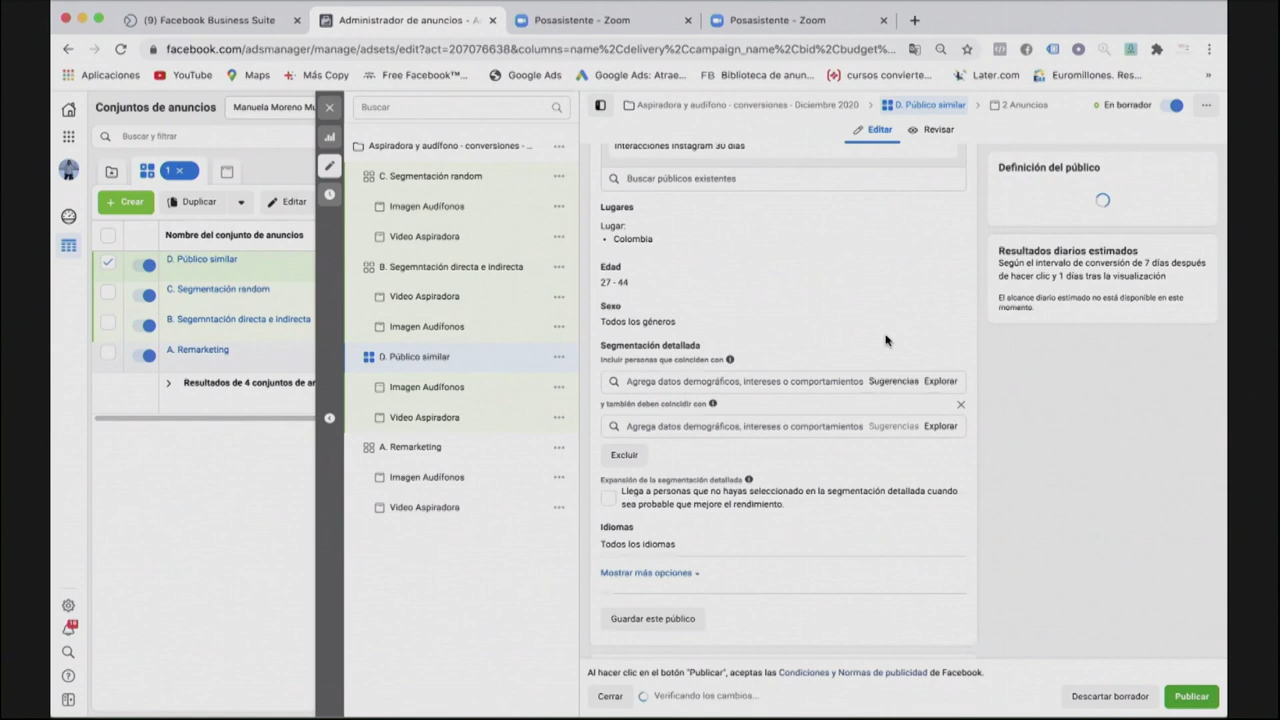 (9) Facebook Business Suite
Administrador de anuncios - A
Posasistente - Zoom
Posasistente - Zoom
facebook.com/adsmanager/manage/adsets/edit?act=207076638&columns=name%2Cdelivery%2Ccampaign_name%2Cbid%2Cbudget%...
Aplicaciones
YouTube
Maps
Más Copy
Free Facebook™...
Google Ads
Google Ads: Atrae...
FB Biblioteca de anun...
cursos convierte...
Later.com
Euromillones. Res...
»
Conjuntos de anuncios
Manuela Moreno Mu
Buscar y filtrar
1 ×
+ Crear
Duplicar
Editar
Nombre del conjunto de anuncios
D. Público similar
C. Segmentación random
B. Segemntación directa e indirecta
A. Remarketing
Resultados de 4 conjuntos de an
Buscar
Aspiradora y audífono - conversiones - ...
C. Segmentación random
Imagen Audífonos
Video Aspiradora
B. Segemntación directa e indirecta
Video Aspiradora
Imagen Audífonos
D. Público similar
Imagen Audífonos
Video Aspiradora
A. Remarketing
Imagen Audífonos
Video Aspiradora
Aspiradora y audífono - conversiones - Diciembre 2020 > D. Público similar > 2 Anuncios
En borrador
Editar
Revisar
Interacciones Instagram 30 días
Buscar públicos existentes
Lugares
Lugar:
• Colombia
Edad
27 - 44
Sexo
Todos los géneros
Segmentación detallada
Incluir personas que coinciden con
Agrega datos demográficos, intereses o comportamientos Sugerencias Explorar
y también deben coincidir con
Agrega datos demográficos, intereses o comportamientos Sugerencias Explorar
Excluir
Expansión de la segmentación detallada
Llega a personas que no hayas seleccionado en la segmentación detallada cuando
sea probable que mejore el rendimiento.
Idiomas
Todos los idiomas
Mostrar más opciones
Guardar este público
Definición del público
Resultados diarios estimados
Según el intervalo de conversión de 7 días después
de hacer clic y 1 días tras la visualización
El alcance diario estimado no está disponible en este
momento.
Al hacer clic en el botón "Publicar", aceptas las Condiciones y Normas de publicidad de Facebook.
Cerrar
Verificando los cambios...
Descartar borrador
Publicar